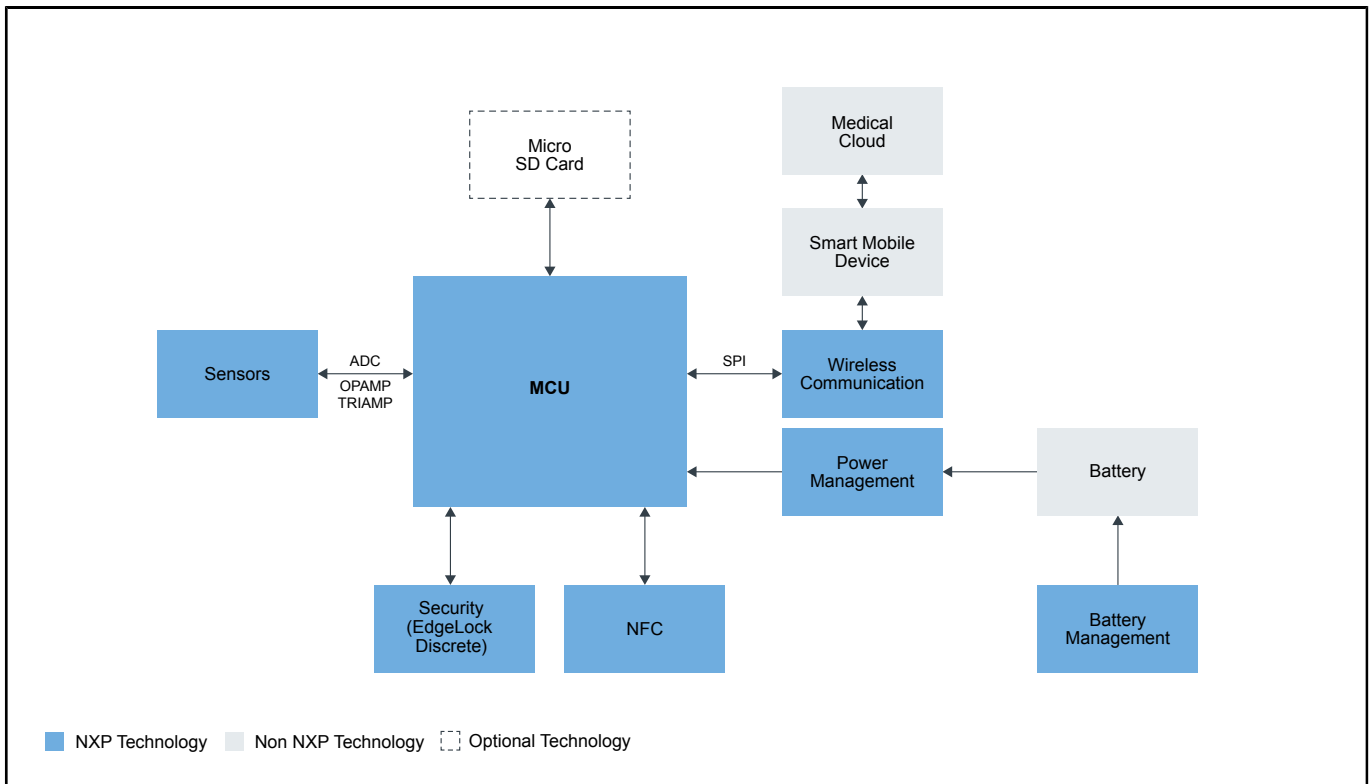 Micro
SD Card
Medical
Cloud
Smart Mobile
Device
Sensors
ADC
OPAMP
TRIAMP
MCU
SPI
Wireless
Communication
Power
Management
Battery
Security
(EdgeLock
Discrete)
NFC
Battery
Management
NXP Technology
Non NXP Technology
Optional Technology